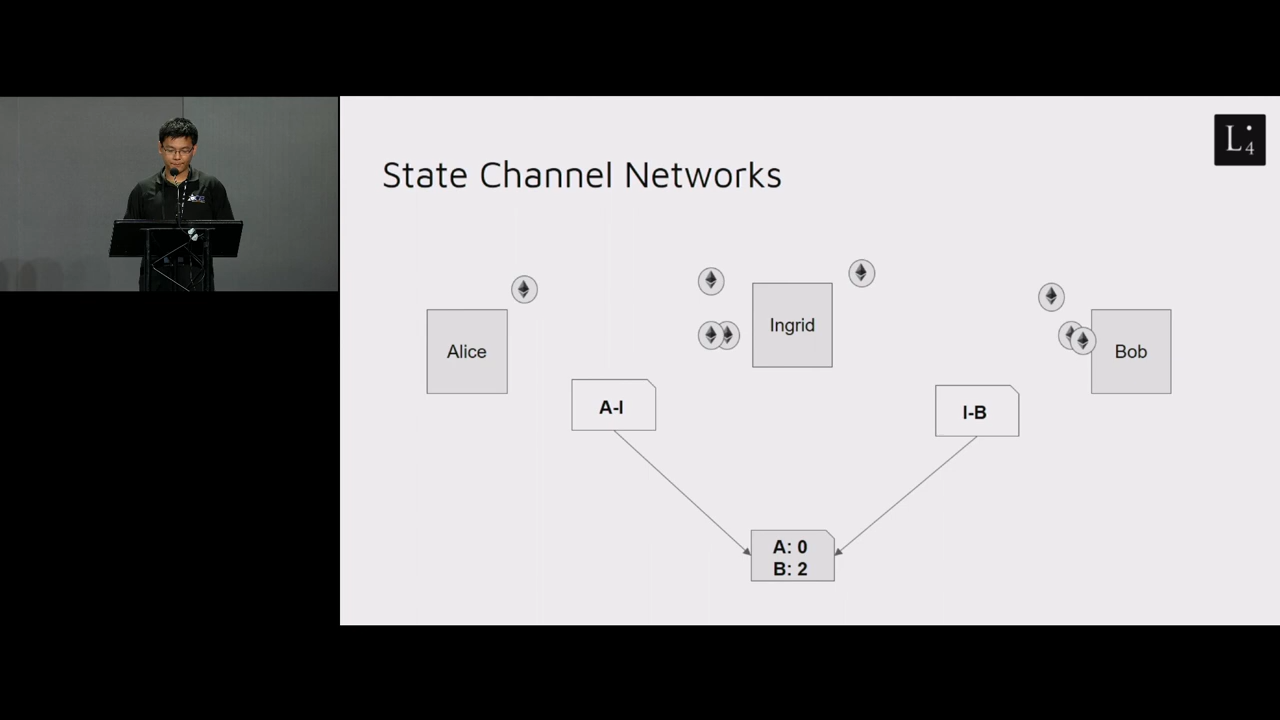 L4
State Channel Networks
Alice
Ingrid
Bob
A-I
I-B
A: 0
B: 2